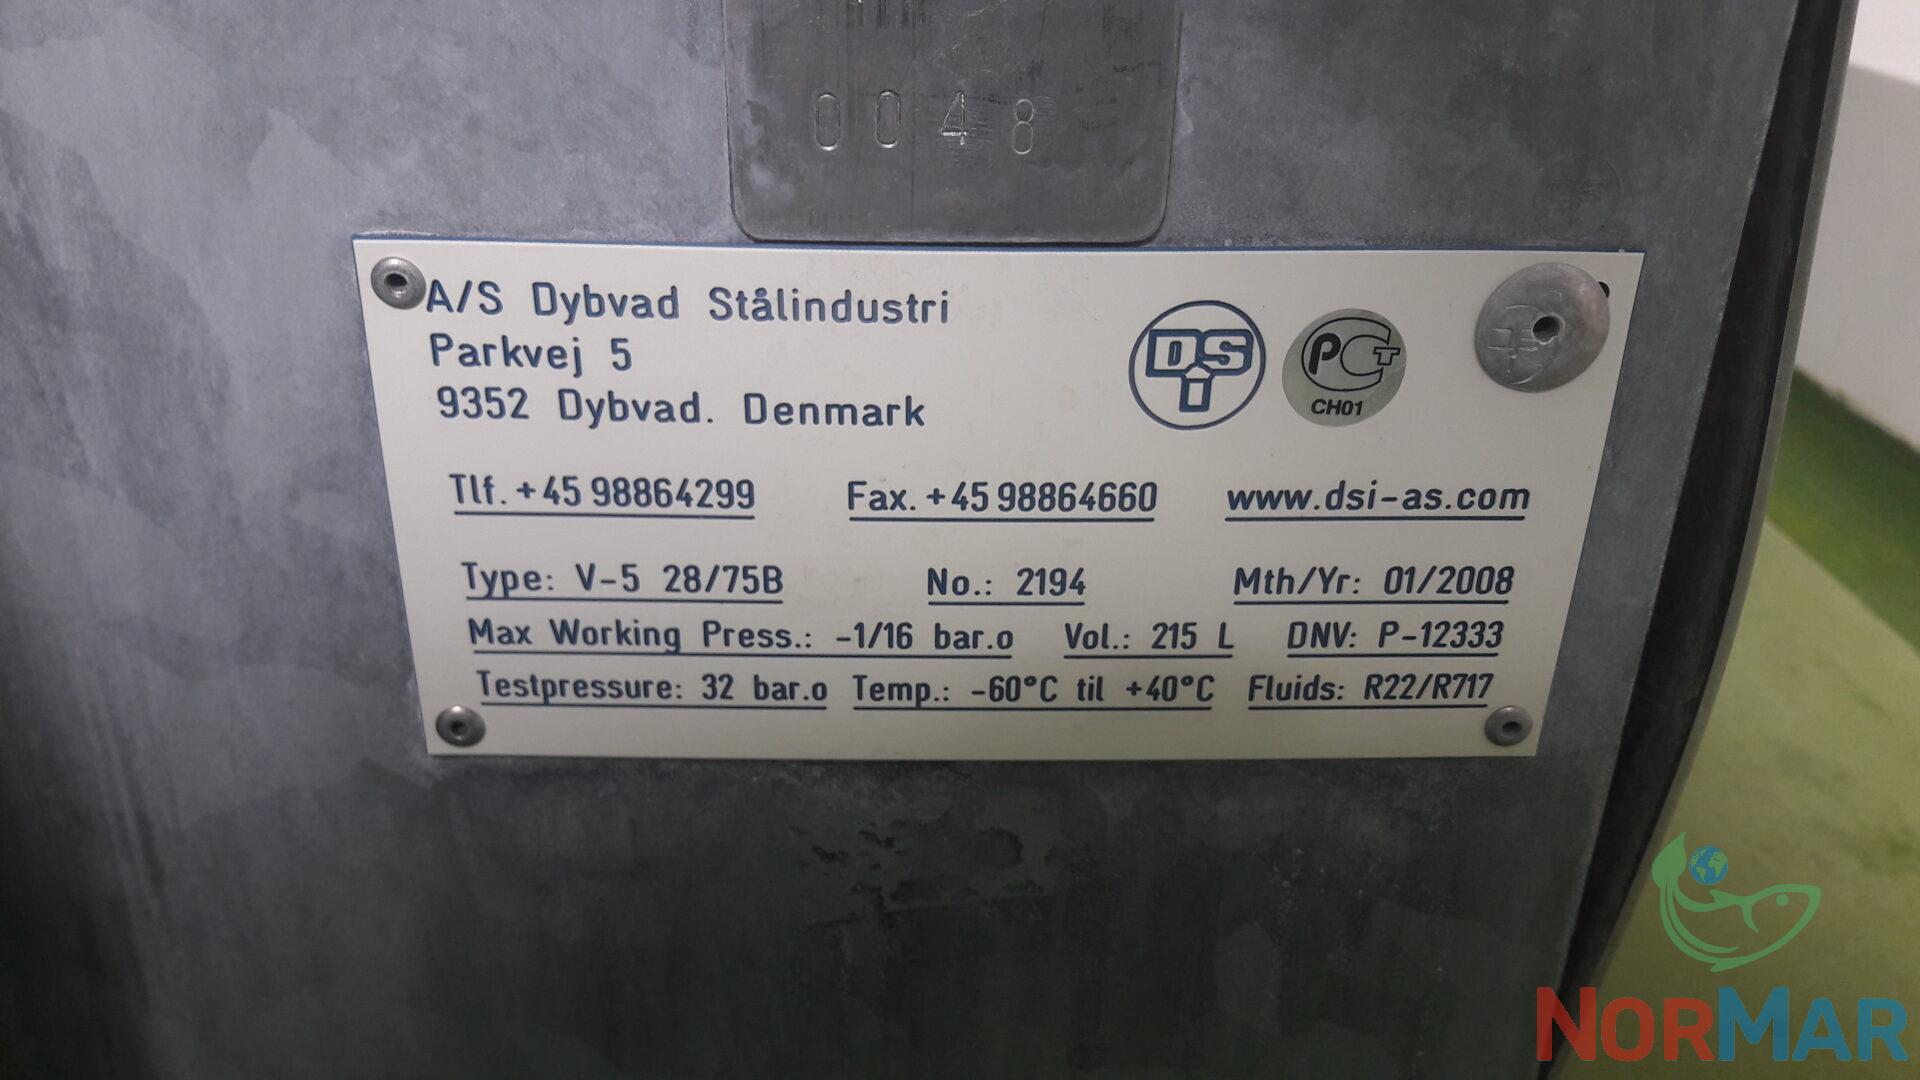 0048
A/S Dybvad Stålindustri
Parkvej 5
9352 Dybvad. Denmark
DSI
PCT
CH01
Tlf. +45 98864299 Fax. +45 98864660 www.dsi-as.com
Type: V-5 28/75B No.: 2194 Mth/Yr: 01/2008
Max Working Press.: -1/16 bar.o Vol.: 215 L DNV: P-12333
Testpressure: 32 bar.o Temp.: -60°C til +40°C Fluids: R22/R717
NORMAR